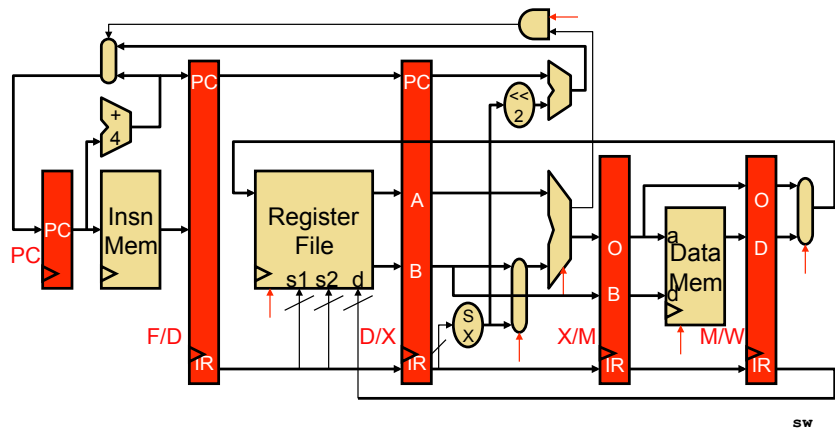 PC
PC
<<
2
+
4
PC
Insn
Mem
PC
Register
File
s1 s2 d
A
B
S
X
O
B
a
Data
Mem
d
O
D
F/D
D/X
X/M
M/W
IR
IR
IR
IR
sw